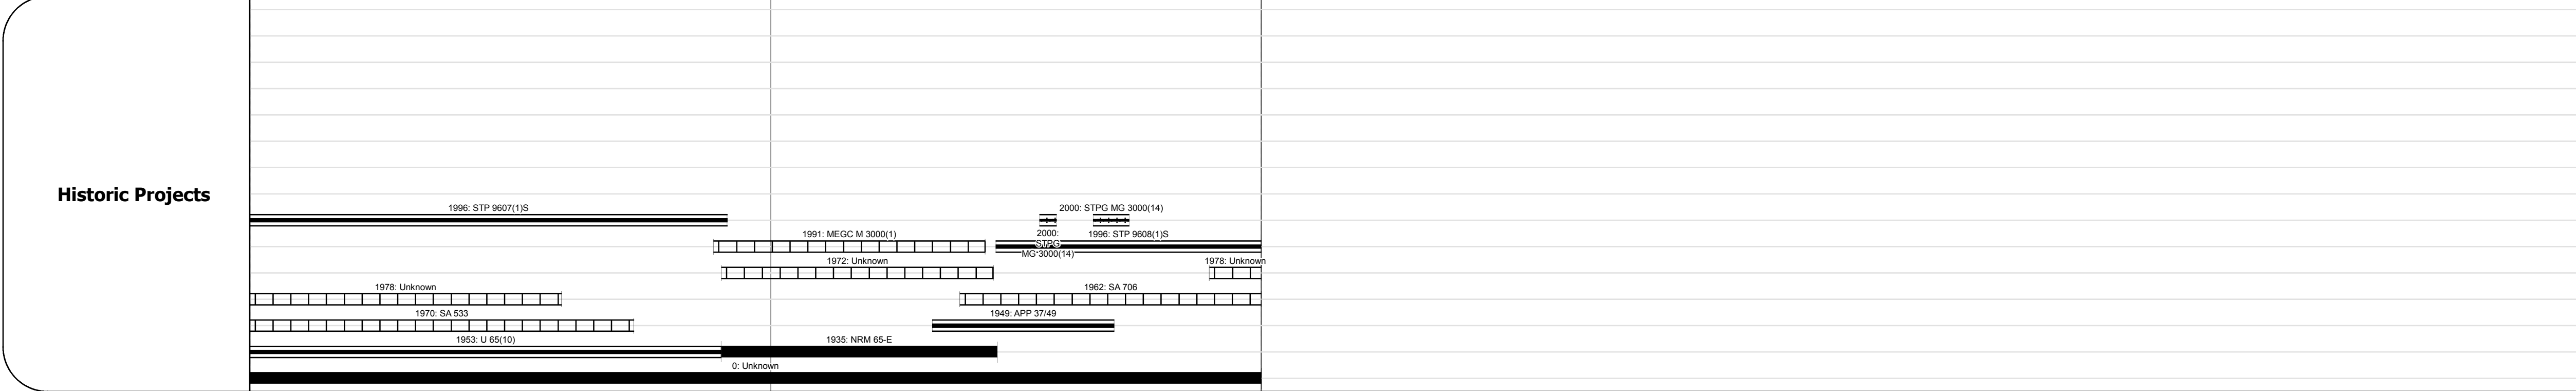 Historic Projects
1996: STP 9607(1)S
2000: STPG MG 3000(14)
1991: MEGC M 3000(1)
2000:
STPG
MG 3000(14)
1996: STP 9608(1)S
1972: Unknown
1978: Unknown
1978: Unknown
1962: SA 706
1970: SA 533
1949: APP 37/49
1953: U 65(10)
1935: NRM 65-E
0: Unknown